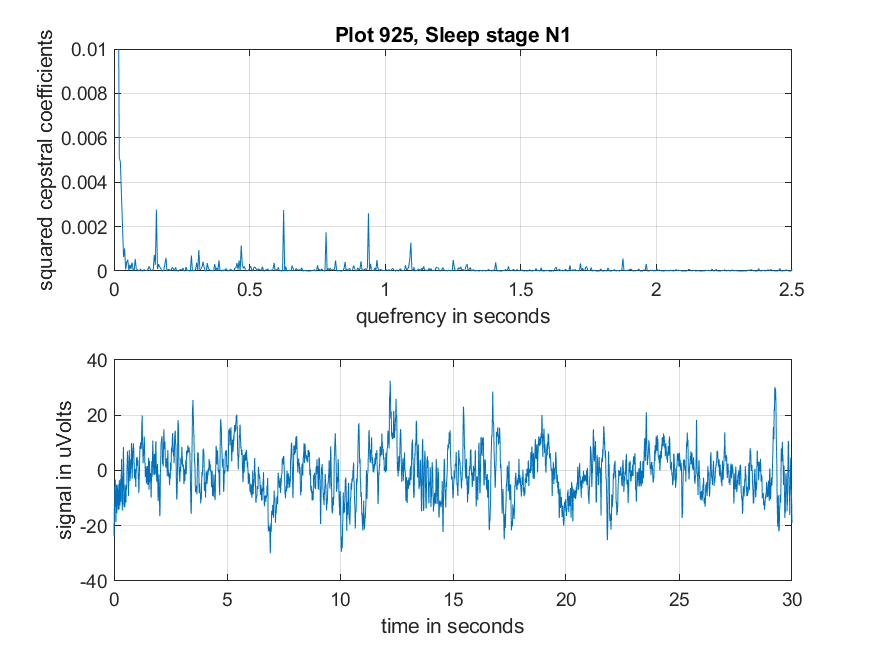 Plot 925, Sleep stage N1
squared cepstral coefficients
0.01
0.008
0.006
0.004
0.002
0
0 0.5 1 1.5 2 2.5
quefrency in seconds
signal in uVolts
40
20
0
-20
-40
0 5 10 15 20 25 30
time in seconds